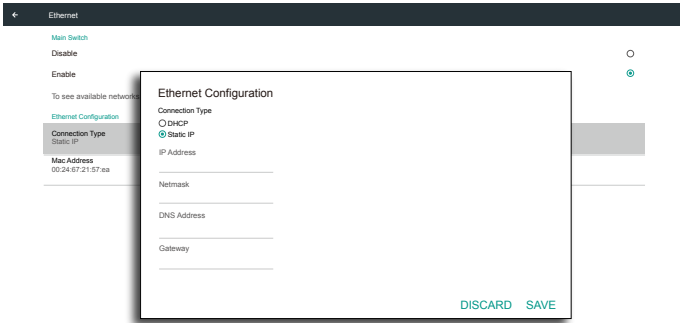 Ethernet
Main Switch
Disable
Enable
To see available networks
Ethernet Configuration
Connection Type
Static IP
Mac Address
00:24:67:21:57:ea
Ethernet Configuration
Connection Type
DHCP
Static IP
IP Address
Netmask
DNS Address
Gateway
DISCARD SAVE